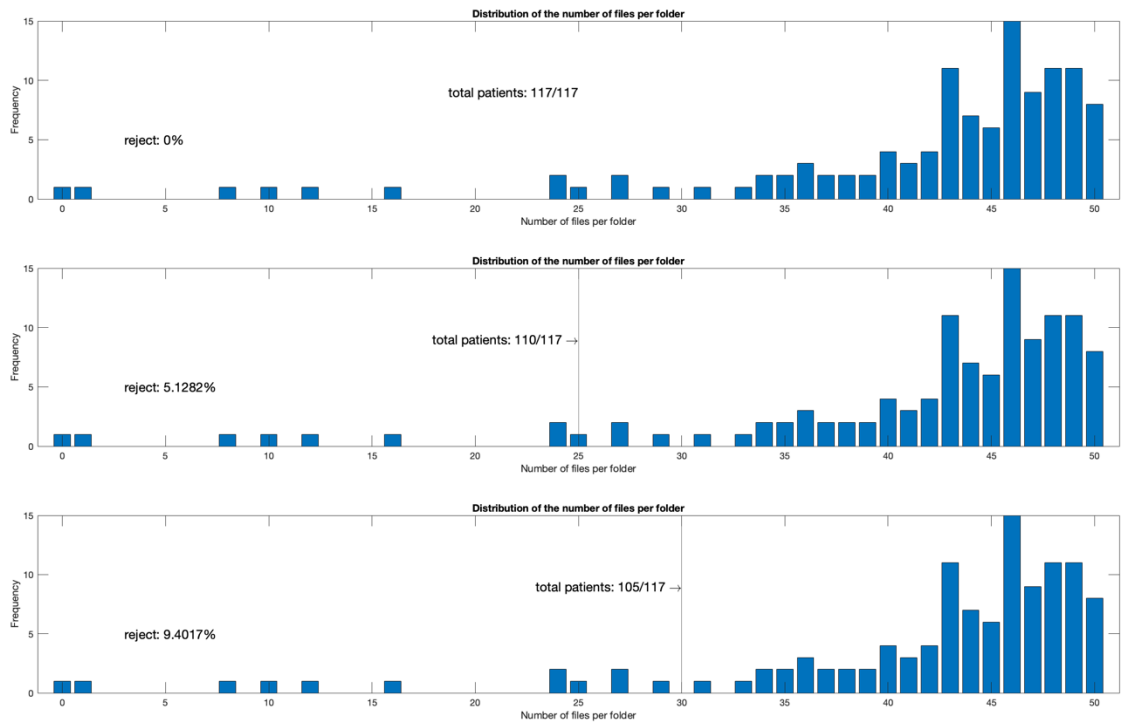 Distribution of the number of files per folder
15
10
5
0
Frequency
total patients: 117/117
reject: 0%
0 5 10 15 20 25 30 35 40 45 50
Number of files per folder
Distribution of the number of files per folder
15
10
5
0
Frequency
total patients: 110/117 →
reject: 5.1282%
0 5 10 15 20 25 30 35 40 45 50
Number of files per folder
Distribution of the number of files per folder
15
10
5
0
Frequency
total patients: 105/117 →
reject: 9.4017%
0 5 10 15 20 25 30 35 40 45 50
Number of files per folder